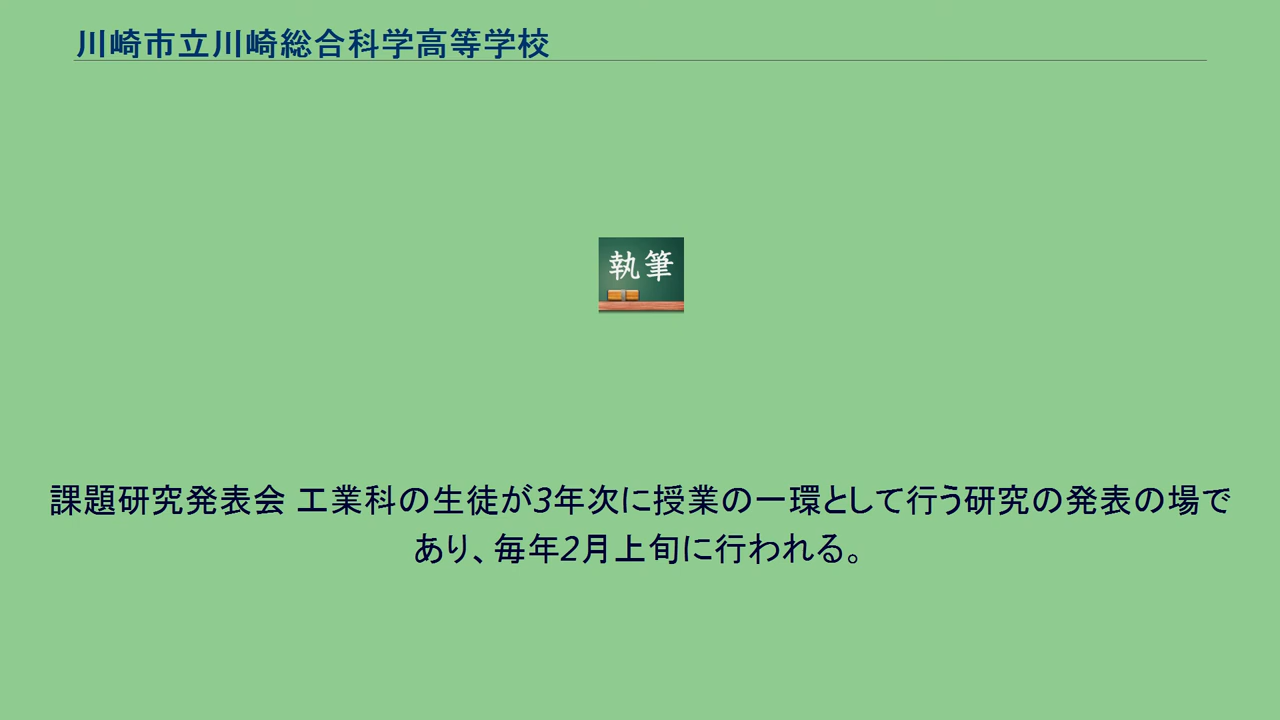 川崎市立川崎総合科学高等学校
執筆
課題研究発表会 工業科の生徒が3年次に授業の一環として行う研究の発表の場で
あり、毎年2月上旬に行われる。